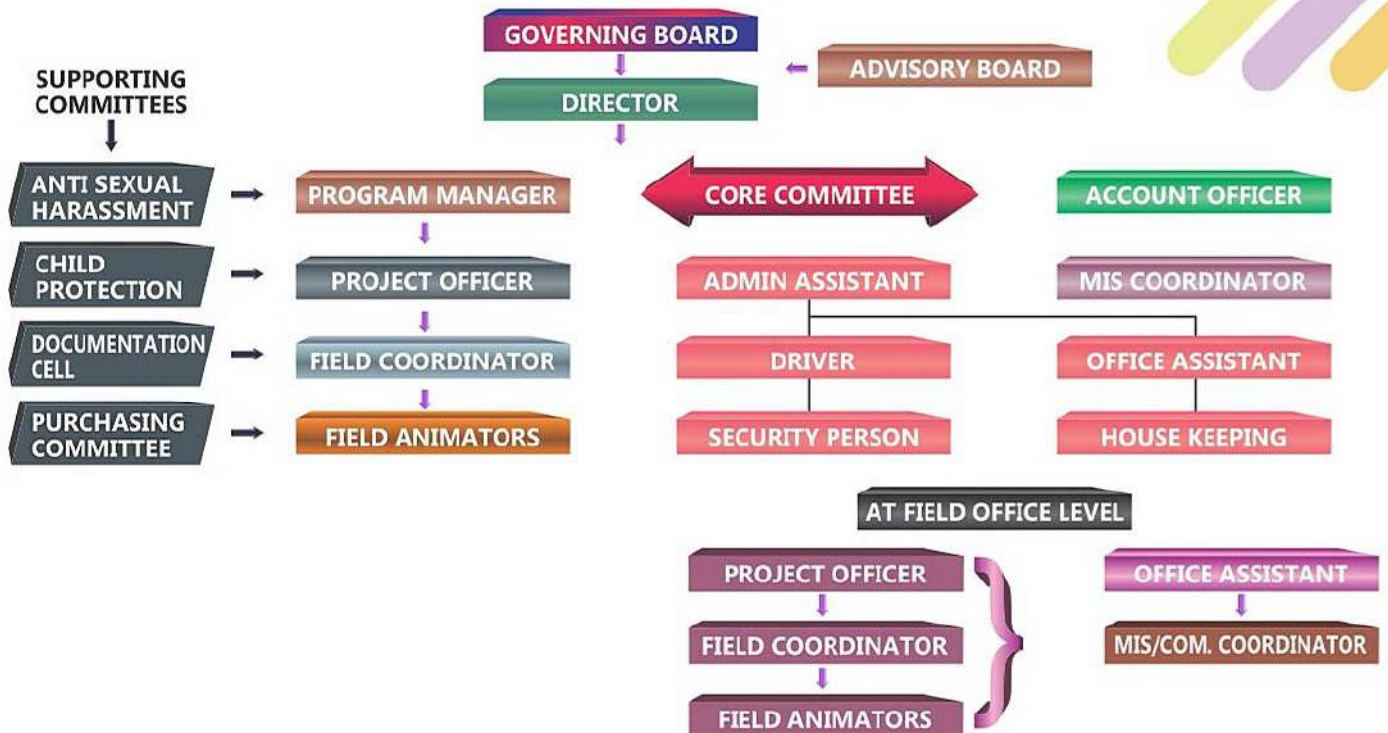 GOVERNING BOARD
ADVISORY BOARD
DIRECTOR
SUPPORTING
COMMITTEES
ANTI SEXUAL
HARASSMENT
PROGRAM MANAGER
CORE COMMITTEE
ACCOUNT OFFICER
CHILD
PROTECTION
PROJECT OFFICER
ADMIN ASSISTANT
MIS COORDINATOR
DOCUMENTATION
CELL
FIELD COORDINATOR
DRIVER
OFFICE ASSISTANT
PURCHASING
COMMITTEE
FIELD ANIMATORS
SECURITY PERSON
HOUSE KEEPING
AT FIELD OFFICE LEVEL
PROJECT OFFICER
OFFICE ASSISTANT
FIELD COORDINATOR
MIS/COM. COORDINATOR
FIELD ANIMATORS